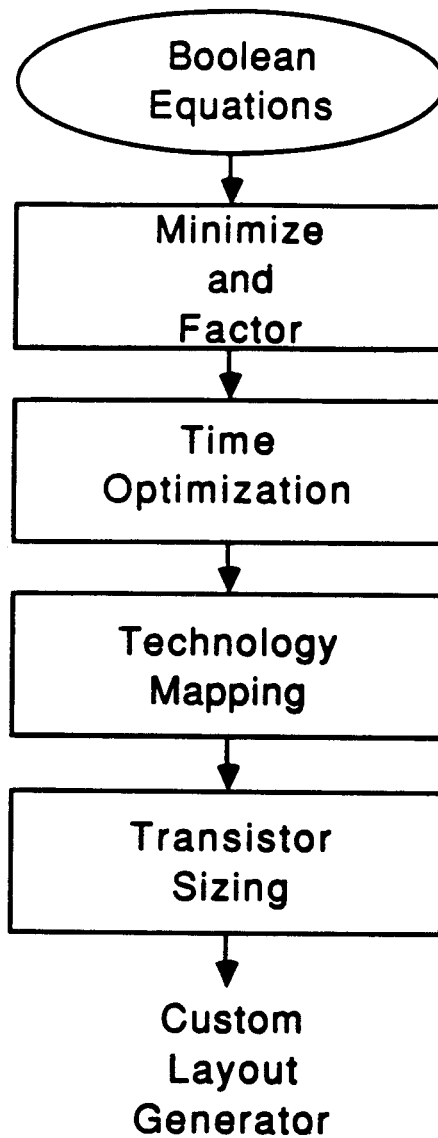 Boolean
Equations
Minimize
and
Factor
Time
Optimization
Technology
Mapping
Transistor
Sizing
Custom
Layout
Generator